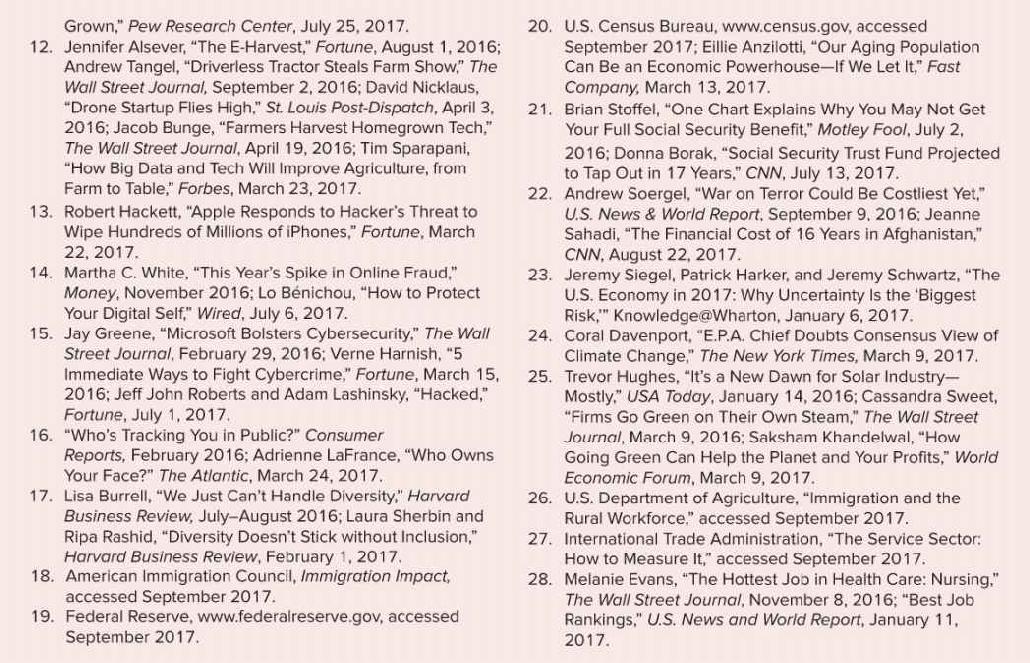 Grown,” Pew Research Center, July 25, 2017.
12. Jennifer Alsever, “The E-Harvest,” Fortune, August 1, 2016;
Andrew Tangel, “Driverless Tractor Steals Farm Show,” The
Wall Street Journal, September 2, 2016; David Nicklaus,
“Drone Startup Flies High,” St. Louis Post-Dispatch, April 3,
2016; Jacob Bunge, “Farmers Harvest Homegrown Tech,”
The Wall Street Journal, April 19, 2016; Tim Sparapani,
“How Big Data and Tech Will Improve Agriculture, from
Farm to Table,” Forbes, March 23, 2017.
13. Robert Hackett, “Apple Responds to Hacker’s Threat to
Wipe Hundreds of Millions of iPhones,” Fortune, March
22, 2017.
14. Martha C. White, “This Year’s Spike in Online Fraud,”
Money, November 2016; Lo Bénichou, “How to Protect
Your Digital Self,” Wired, July 6, 2017.
15. Jay Greene, “Microsoft Bolsters Cybersecurity,” The Wall
Street Journal, February 29, 2016; Verne Harnish, “5
Immediate Ways to Fight Cybercrime,” Fortune, March 15,
2016; Jeff John Roberts and Adam Lashinsky, “Hacked,”
Fortune, July 1, 2017.
16. “Who’s Tracking You in Public?” Consumer
Reports, February 2016; Adrienne LaFrance, “Who Owns
Your Face?” The Atlantic, March 24, 2017.
17. Lisa Burrell, “We Just Can’t Handle Diversity,” Harvard
Business Review, July–August 2016; Laura Sherbin and
Ripa Rashid, “Diversity Doesn’t Stick without Inclusion,”
Harvard Business Review, February 1, 2017.
18. American Immigration Council, Immigration Impact,
accessed September 2017.
19. Federal Reserve, www.federalreserve.gov, accessed
September 2017.
20. U.S. Census Bureau, www.census.gov, accessed
September 2017; Eillie Anzilotti, “Our Aging Population
Can Be an Economic Powerhouse—If We Let It,” Fast
Company, March 13, 2017.
21. Brian Stoffel, “One Chart Explains Why You May Not Get
Your Full Social Security Benefit,” Motley Fool, July 2,
2016; Donna Borak, “Social Security Trust Fund Projected
to Tap Out in 17 Years,” CNN, July 13, 2017.
22. Andrew Soergel, “War on Terror Could Be Costliest Yet,”
U.S. News & World Report, September 9, 2016; Jeanne
Sahadi, “The Financial Cost of 16 Years in Afghanistan,”
CNN, August 22, 2017.
23. Jeremy Siegel, Patrick Harker, and Jeremy Schwartz, “The
U.S. Economy in 2017: Why Uncertainty Is the ‘Biggest
Risk,’” Knowledge@Wharton, January 6, 2017.
24. Coral Davenport, “E.P.A. Chief Doubts Consensus View of
Climate Change,” The New York Times, March 9, 2017.
25. Trevor Hughes, “It’s a New Dawn for Solar Industry—
Mostly,” USA Today, January 14, 2016; Cassandra Sweet,
“Firms Go Green on Their Own Steam,” The Wall Street
Journal, March 9, 2016; Saksham Khandelwal, “How
Going Green Can Help the Planet and Your Profits,” World
Economic Forum, March 9, 2017.
26. U.S. Department of Agriculture, “Immigration and the
Rural Workforce,” accessed September 2017.
27. International Trade Administration, “The Service Sector:
How to Measure It,” accessed September 2017.
28. Melanie Evans, “The Hottest Job in Health Care: Nursing,”
The Wall Street Journal, November 8, 2016; “Best Job
Rankings,” U.S. News and World Report, January 11,
2017.